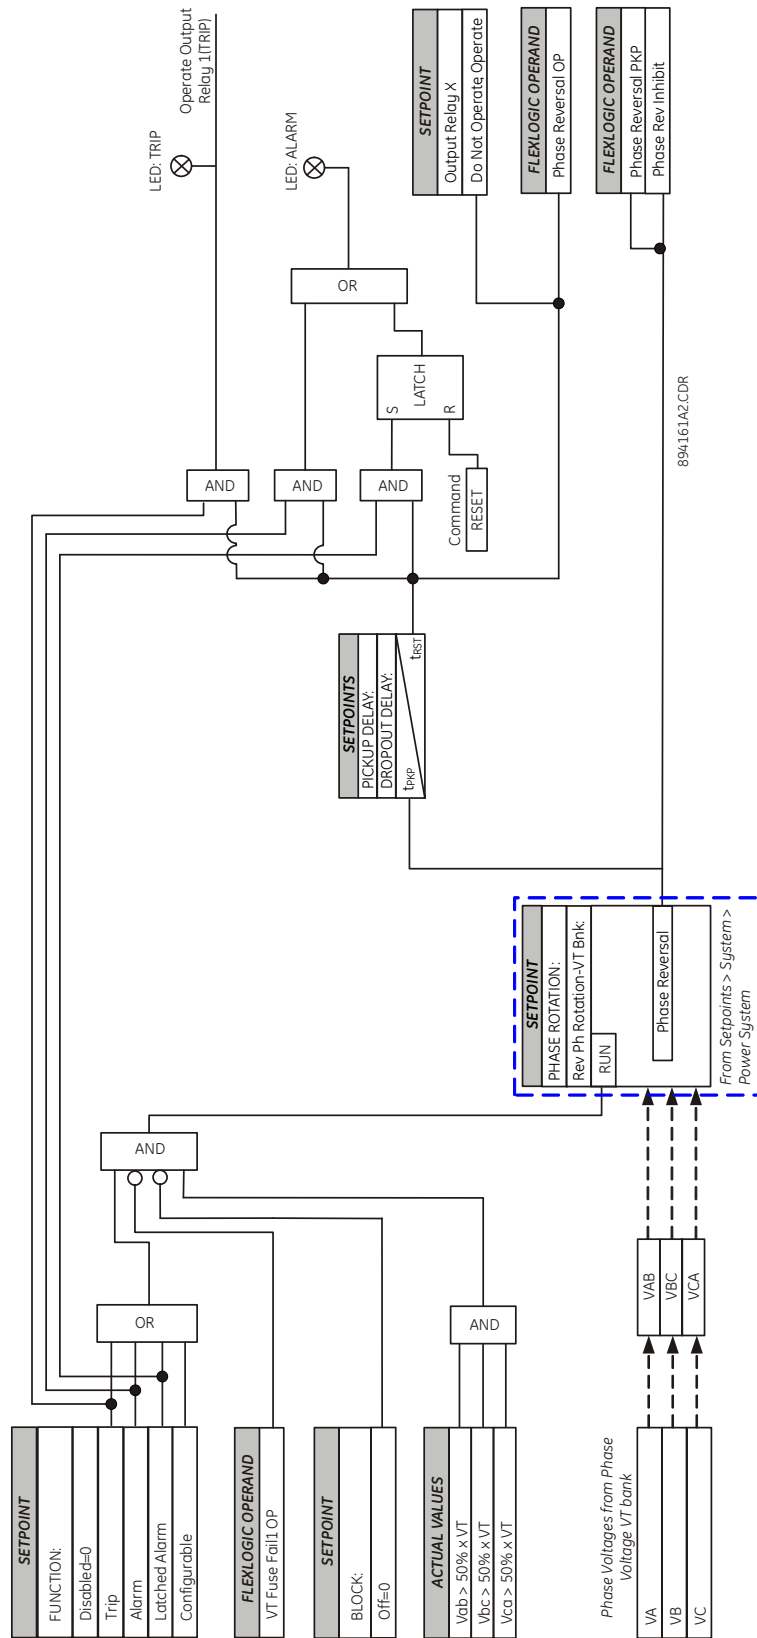 SETPOINT
FUNCTION:
Disabled=0
Trip
Alarm
Latched Alarm
Configurable
FLEXLOGIC OPERAND
VT Fuse Fail1 OP
SETPOINT
BLOCK:
Off=0
ACTUAL VALUES
Vab > 50% x VT
Vbc > 50% x VT
Vca > 50% x VT
Phase Voltages from Phase
Voltage VT bank
VA
VB
VC
OR
AND
VAB
VBC
VCA
AND
SETPOINT
PHASE ROTATION:
Rev Ph Rotation-VT Bnk:
RUN
Phase Reversal
From Setpoints > System >
Power System
SETPOINTS
PICKUP DELAY:
DROPOUT DELAY:
tPKP
tRST
AND
AND
AND
Command
RESET
S
R
LATCH
OR
LED: TRIP
Operate Output
Relay 1(TRIP)
LED: ALARM
SETPOINT
Output Relay X
Do Not Operate, Operate
FLEXLOGIC OPERAND
Phase Reversal OP
FLEXLOGIC OPERAND
Phase Reversal PKP
Phase Rev Inhibit
894161A2.CDR